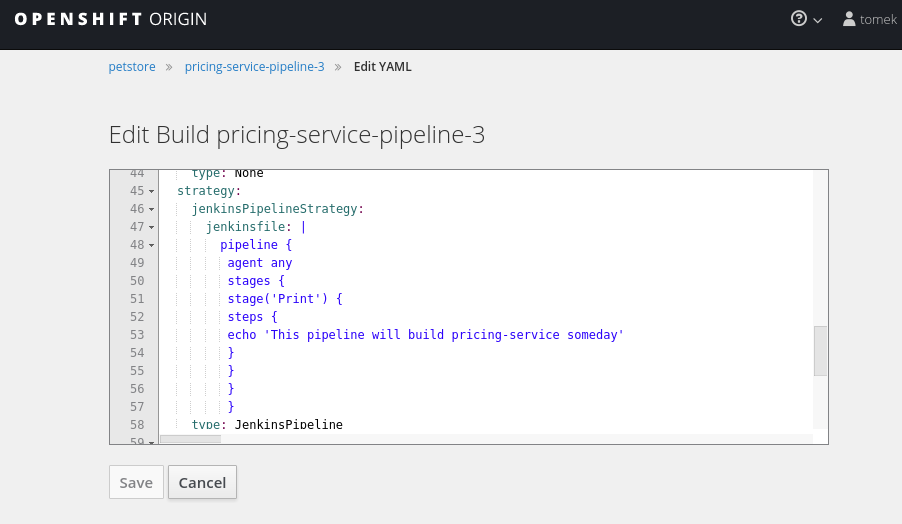 OPENSHIFT ORIGIN
tomek
petstore » pricing-service-pipeline-3 » Edit YAML
Edit Build pricing-service-pipeline-3
44 type: None
45 strategy:
46 jenkinsPipelineStrategy:
47 jenkinsfile: |
48 pipeline {
49 agent any
50 stages {
51 stage('Print') {
52 steps {
53 echo 'This pipeline will build pricing-service someday'
54 }
55 }
56 }
57 }
58 type: JenkinsPipeline
59
Save
Cancel